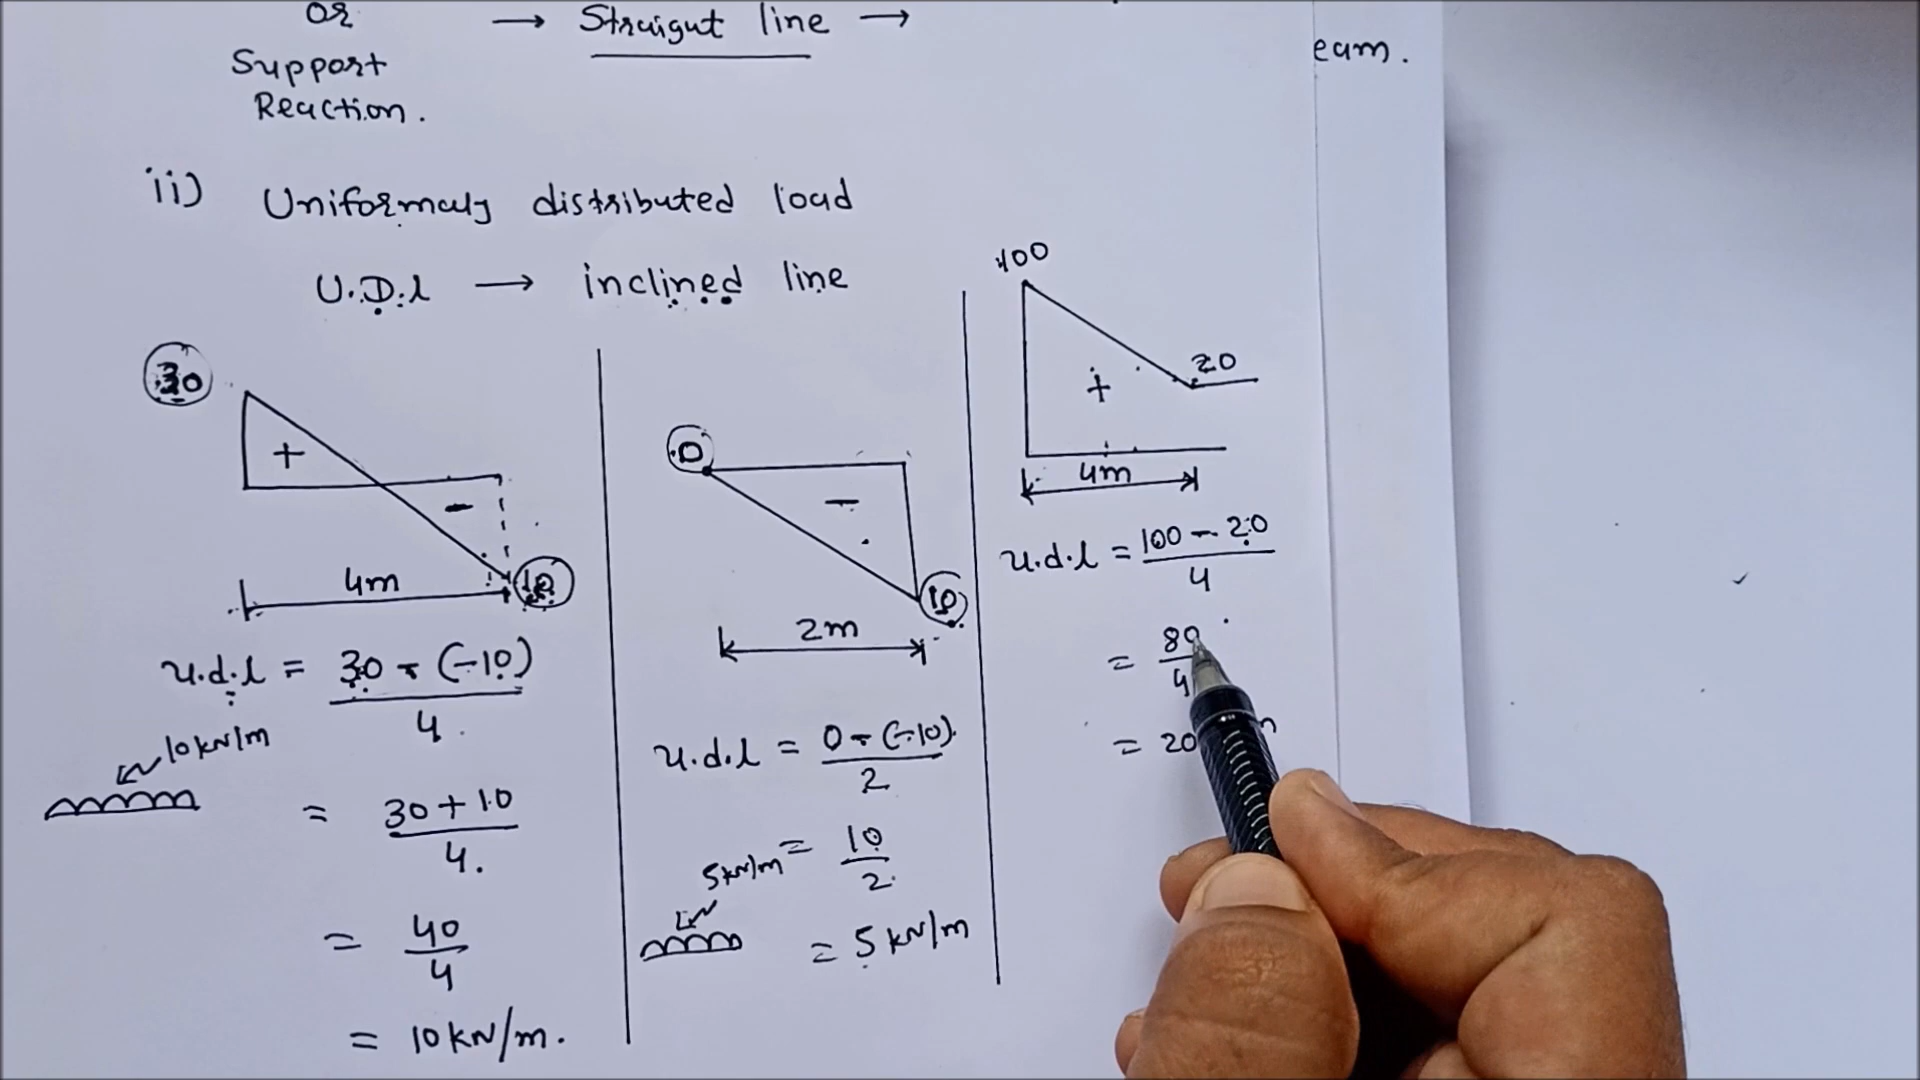 or
→ Straigut line →
Support
Reaction.
eam.
ii) Uniformaly distributed load
U.D.l → inclined line
30
+
-
4m
10
u.d.l = 30 - (-10)
4.
10kN/m
= 30 + 10
4.
= 40
4
= 10kN/m.
0
-
10
2m
u.d.l = 0 - (-10)
2
= 10
2
5kN/m
= 5 kN/m
100
20
+
4m
u.d.l = 100 - 20
4
= 80
4
= 20